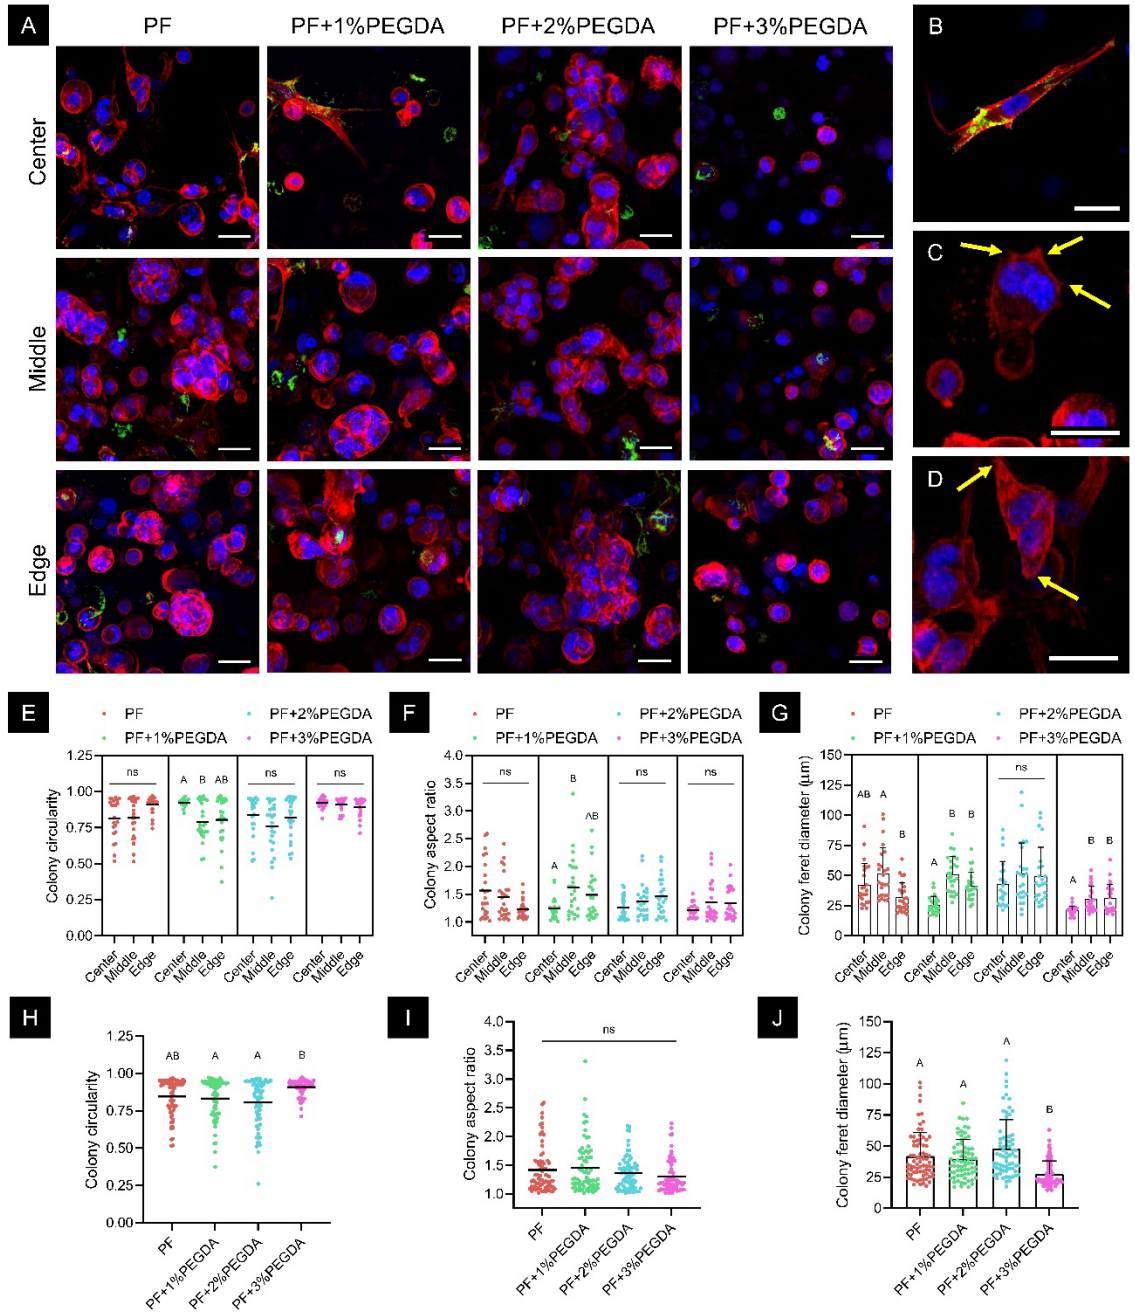 A
PF
PF+1%PEGDA
PF+2%PEGDA
PF+3%PEGDA
Center
Middle
Edge
B
C
D
E
PF
PF+2%PEGDA
PF+1%PEGDA
PF+3%PEGDA
Colony circularity
1.25
1.00
0.75
0.50
0.25
0.00
ns
A
B
AB
ns
ns
Center
Middle
Edge
Center
Middle
Edge
Center
Middle
Edge
Center
Middle
Edge
F
PF
PF+2%PEGDA
PF+1%PEGDA
PF+3%PEGDA
Colony aspect ratio
4.0
3.5
3.0
2.5
2.0
1.5
1.0
ns
A
B
AB
ns
ns
Center
Middle
Edge
Center
Middle
Edge
Center
Middle
Edge
Center
Middle
Edge
G
PF
PF+2%PEGDA
PF+1%PEGDA
PF+3%PEGDA
Colony feret diameter (μm)
150
125
100
75
50
25
0
AB
A
B
A
B
B
ns
A
B
B
Center
Middle
Edge
Center
Middle
Edge
Center
Middle
Edge
Center
Middle
Edge
H
Colony circularity
1.25
1.00
0.75
0.50
0.25
0.00
AB
A
A
B
PF
PF+1%PEGDA
PF+2%PEGDA
PF+3%PEGDA
I
Colony aspect ratio
4.0
3.5
3.0
2.5
2.0
1.5
1.0
ns
PF
PF+1%PEGDA
PF+2%PEGDA
PF+3%PEGDA
J
Colony feret diameter (μm)
150
125
100
75
50
25
0
A
A
A
B
PF
PF+1%PEGDA
PF+2%PEGDA
PF+3%PEGDA